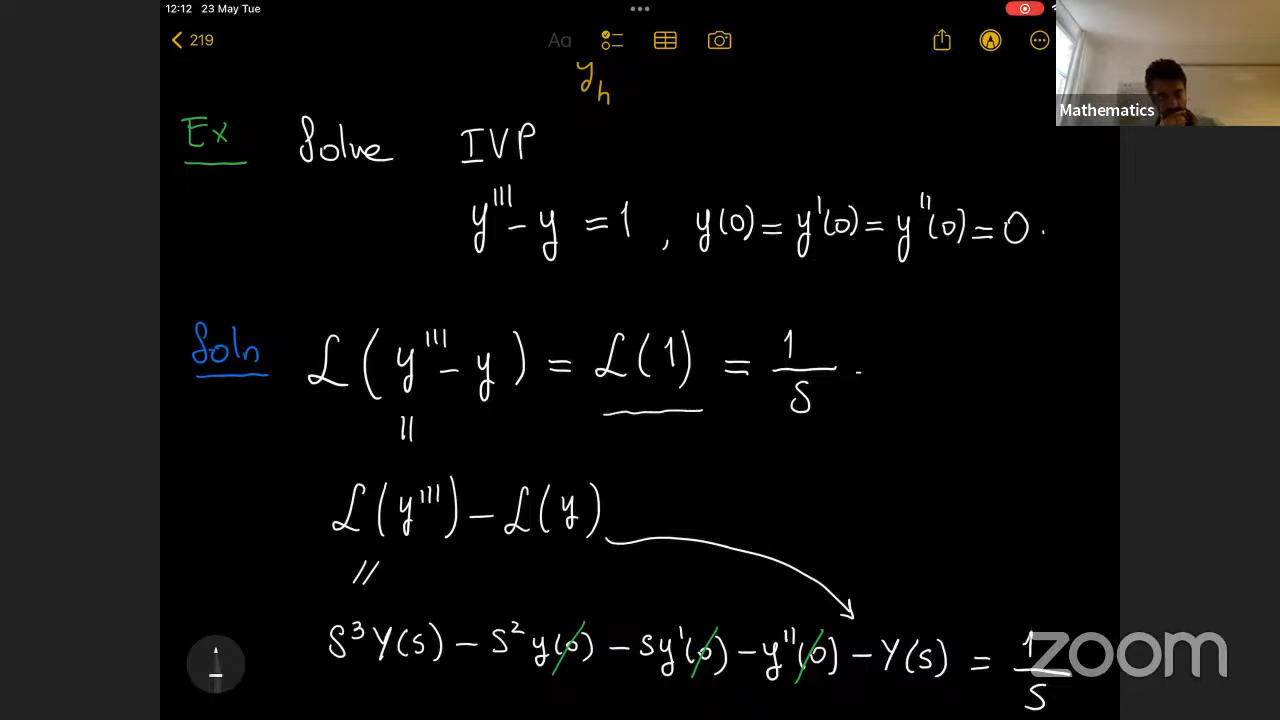 12:12 23 May Tue
219
Aa
y_h
Mathematics
Ex Solve IVP
y''' - y = 1 , y(0) = y'(0) = y''(0) = 0.
Soln ℒ(y''' - y) = ℒ(1) = 1/s .
||
ℒ(y''') - ℒ(y)
//
s³Y(s) - s²y(0) - sy'(0) - y''(0) - Y(s) = 1/s
zoom